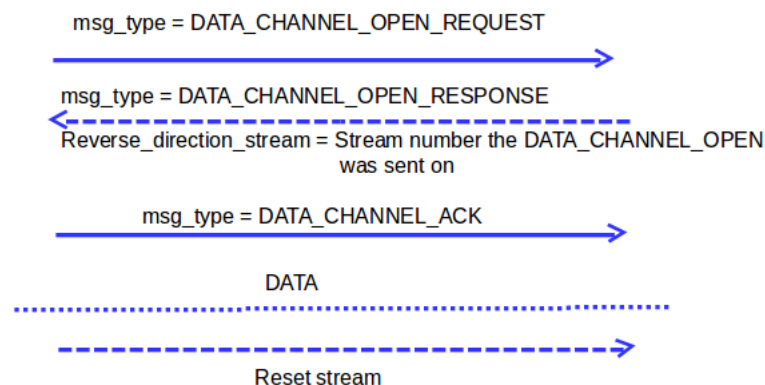 msg_type = DATA_CHANNEL_OPEN_REQUEST
msg_type = DATA_CHANNEL_OPEN_RESPONSE
Reverse_direction_stream = Stream number the DATA_CHANNEL_OPEN
was sent on
msg_type = DATA_CHANNEL_ACK
DATA
Reset stream